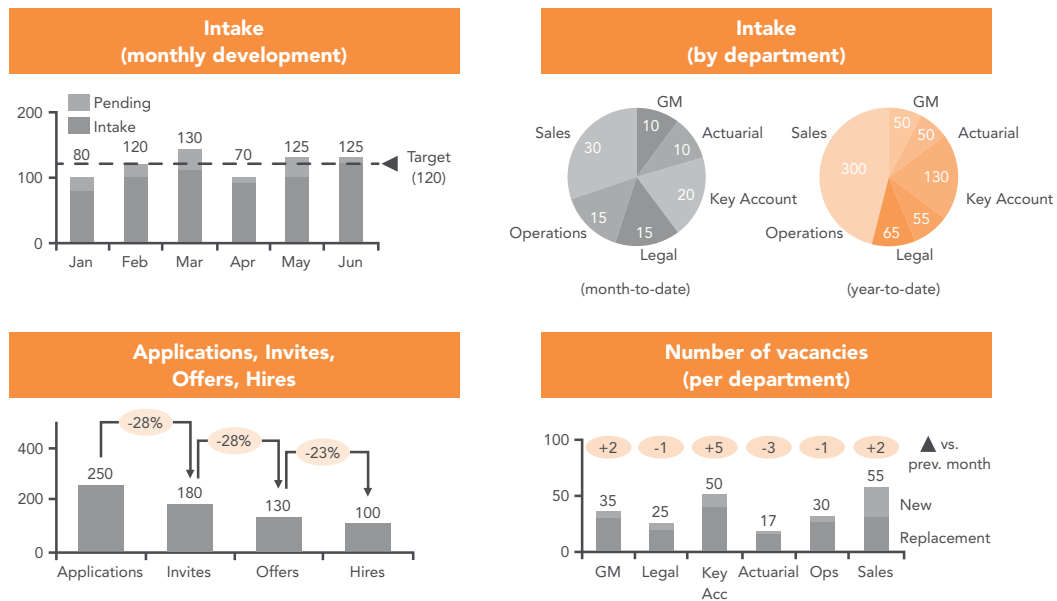 Intake
(monthly development)
Pending
Intake
200
100
0
80
120
130
70
125
125
Target
(120)
Jan
Feb
Mar
Apr
May
Jun
Intake
(by department)
GM
Actuarial
Key Account
Legal
Operations
Sales
10
10
20
15
15
30
(month-to-date)
GM
Actuarial
Key Account
Legal
Operations
Sales
50
50
130
55
65
300
(year-to-date)
Applications, Invites,
Offers, Hires
400
200
0
-28%
-28%
-23%
250
180
130
100
Applications
Invites
Offers
Hires
Number of vacancies
(per department)
100
50
0
+2
-1
+5
-3
-1
+2
vs.
prev. month
35
25
50
17
30
55
New
Replacement
GM
Legal
Key
Acc
Actuarial
Ops
Sales